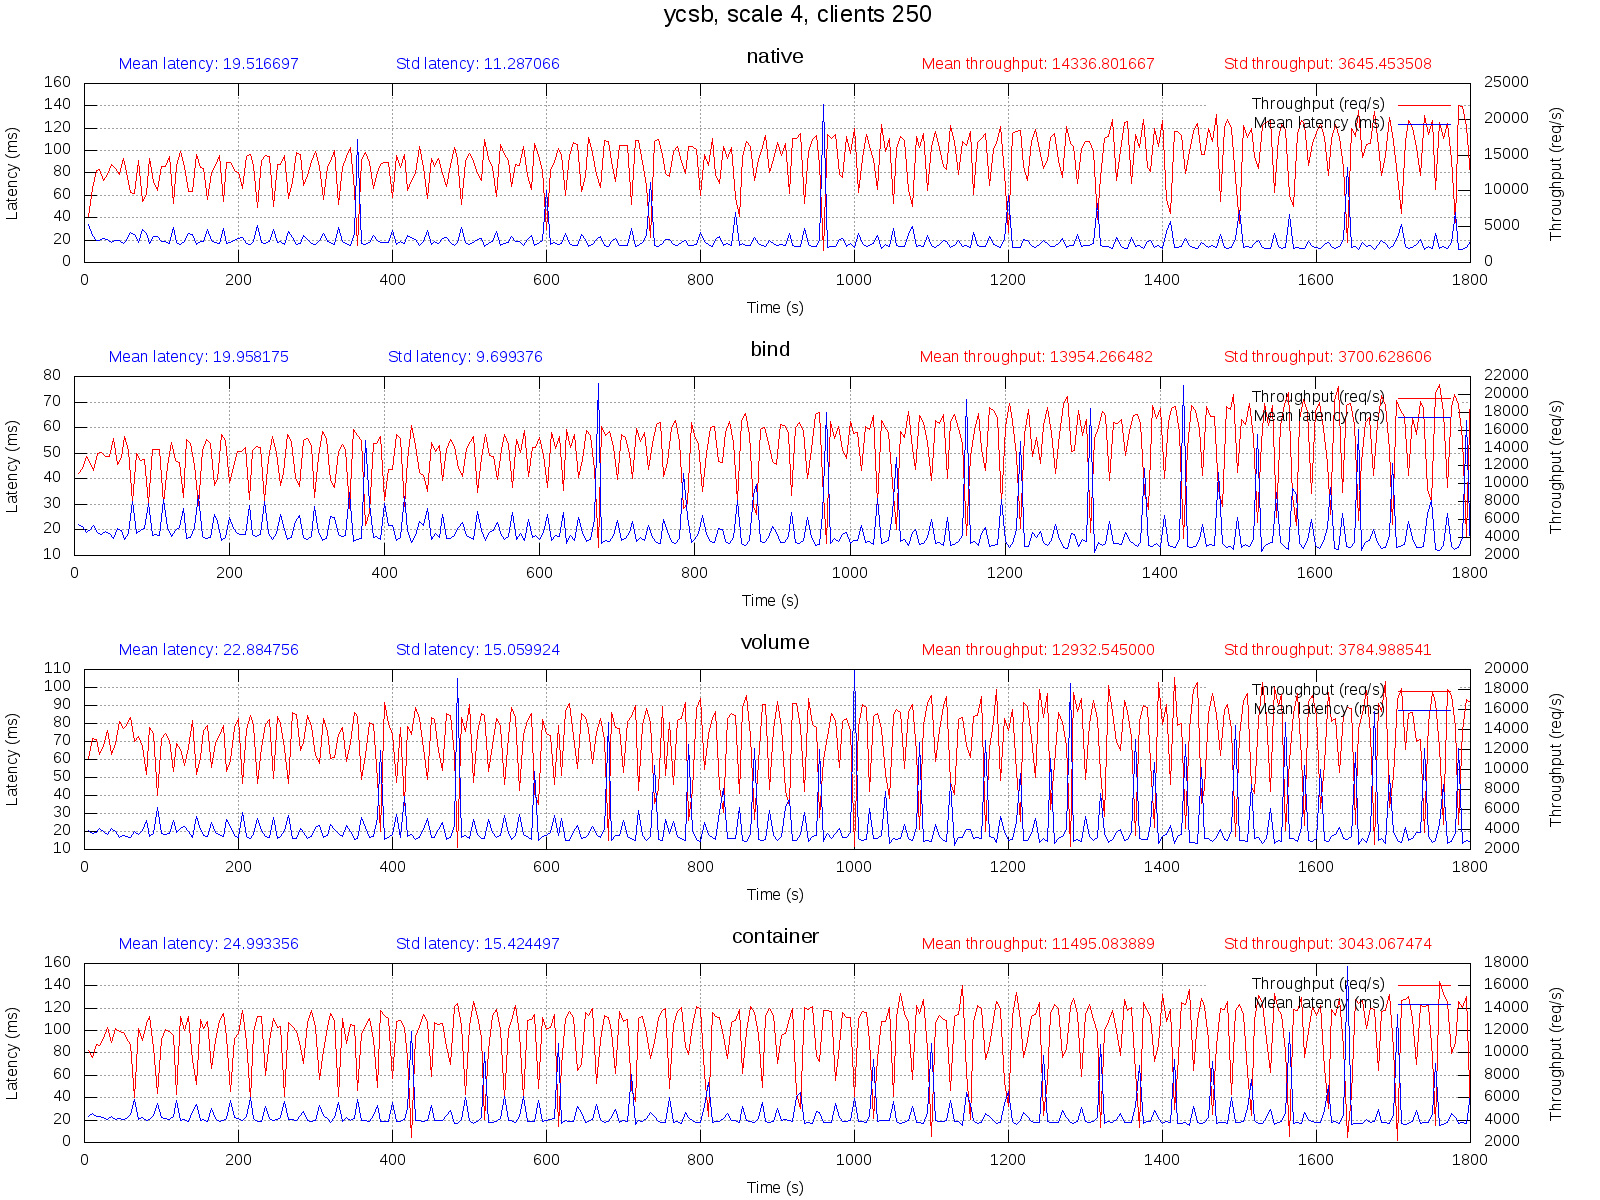 ycsb, scale 4, clients 250
native
Mean latency: 19.516697 Std latency: 11.287066 Mean throughput: 14336.801667 Std throughput: 3645.453508
160 25000
140 Throughput (req/s)
120 20000 Mean latency (ms)
100 15000
80
60 10000
40 5000
20
0 0
Latency (ms) Throughput (req/s)
0 200 400 600 800 1000 1200 1400 1600 1800
Time (s)
bind
Mean latency: 19.958175 Std latency: 9.699376 Mean throughput: 13954.266482 Std throughput: 3700.628606
80 22000
20000
70 Throughput (req/s) 18000
60 Mean latency (ms) 16000
50 14000
12000
40 10000
30 8000
20 6000
4000
10 2000
Latency (ms) Throughput (req/s)
0 200 400 600 800 1000 1200 1400 1600 1800
Time (s)
volume
Mean latency: 22.884756 Std latency: 15.059924 Mean throughput: 12932.545000 Std throughput: 3784.988541
110 20000
100 Throughput (req/s) 18000
90 Mean latency (ms) 16000
80 14000
70 12000
60
50 10000
40 8000
30 6000
20 4000
10 2000
Latency (ms) Throughput (req/s)
0 200 400 600 800 1000 1200 1400 1600 1800
Time (s)
container
Mean latency: 24.993356 Std latency: 15.424497 Mean throughput: 11495.083889 Std throughput: 3043.067474
160 18000
140 Throughput (req/s) 16000
120 Mean latency (ms) 14000
100 12000
80 10000
60 8000
40 6000
20 4000
0 2000
Latency (ms) Throughput (req/s)
0 200 400 600 800 1000 1200 1400 1600 1800
Time (s)